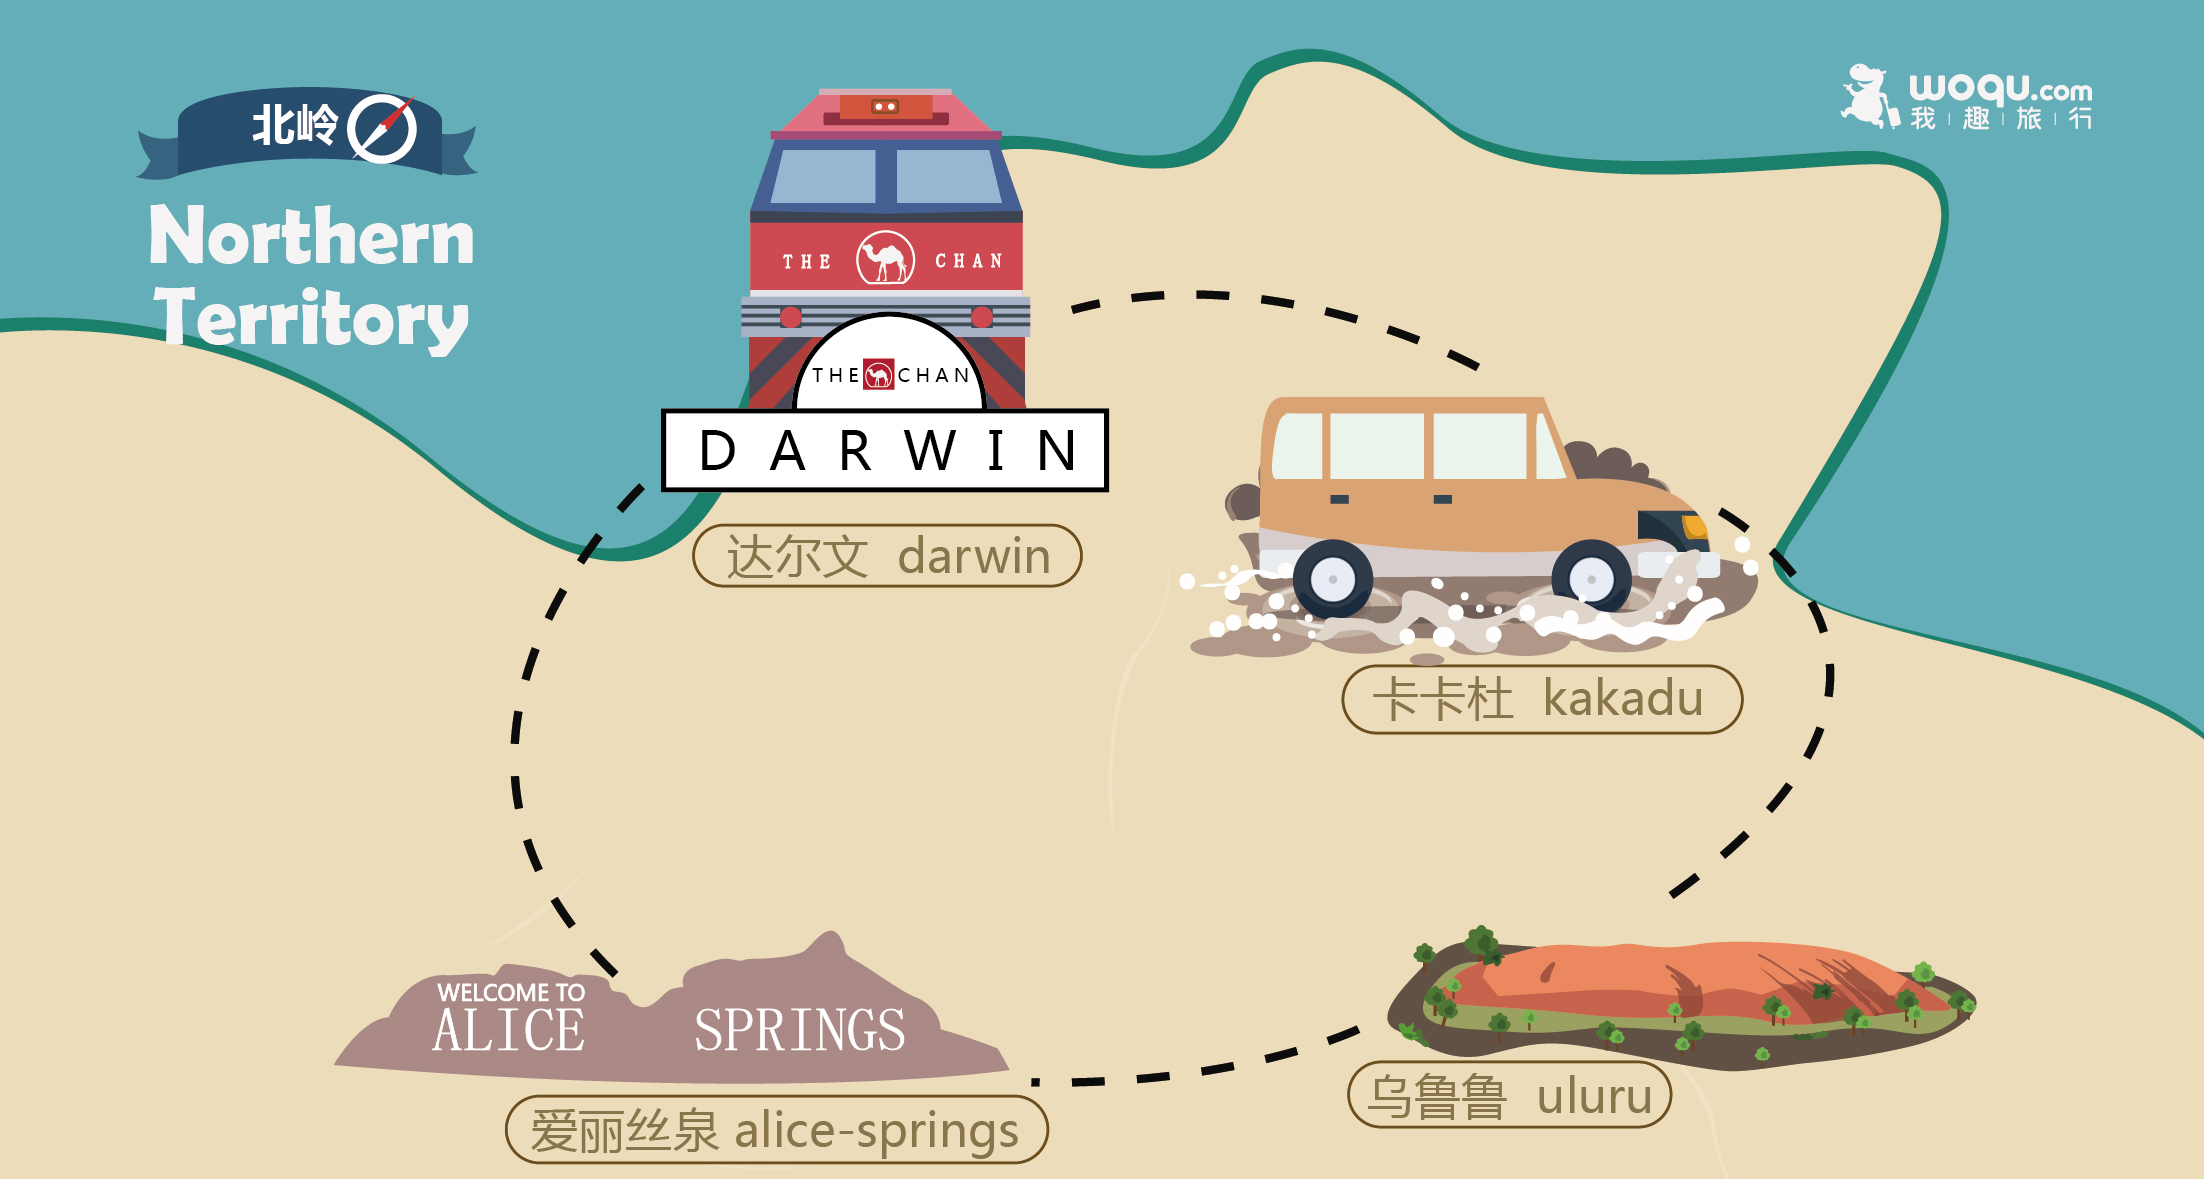 北岭
Northern
Territory
woqu.com
我趣旅行
THE CHAN
THE CHAN
DARWIN
达尔文 darwin
卡卡杜 kakadu
WELCOME TO
ALICE SPRINGS
爱丽丝泉 alice-springs
乌鲁鲁 uluru